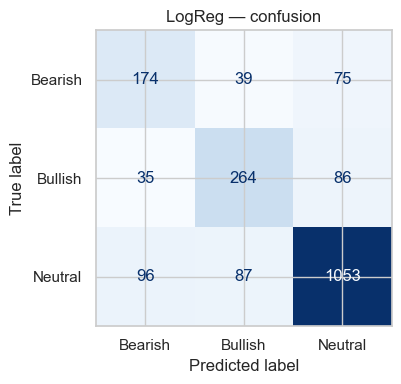 LogReg — confusion
True label
Bearish 174 39 75
Bullish 35 264 86
Neutral 96 87 1053
Bearish Bullish Neutral
Predicted label